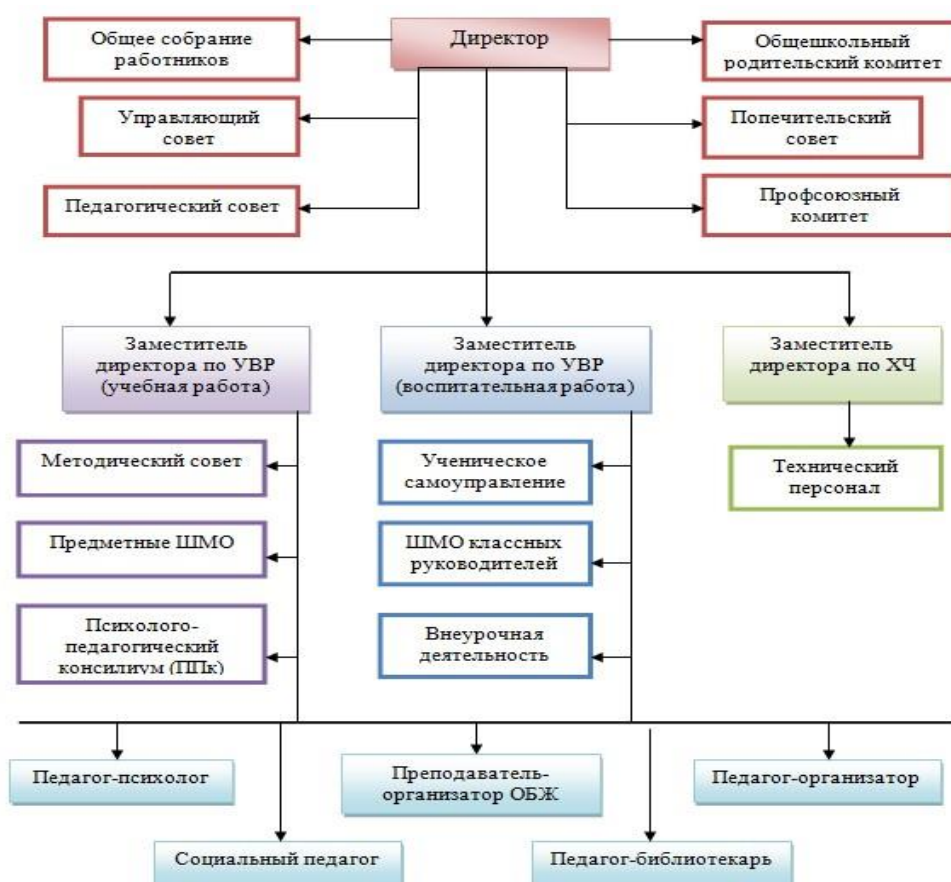 Директор
Общее собрание
работников
Общешкольный
родительский комитет
Управляющий
совет
Попечительский
совет
Педагогический совет
Профсоюзный
комитет
Заместитель
директора по УВР
(учебная работа)
Заместитель
директора по УВР
(воспитательная работа)
Заместитель
директора по ХЧ
Методический совет
Ученическое
самоуправление
Технический
персонал
Предметные ШМО
ШМО классных
руководителей
Психолого-
педагогический
консилиум (ППк)
Внеурочная
деятельность
Педагог-психолог
Преподаватель-
организатор ОБЖ
Педагог-организатор
Социальный педагог
Педагог-библиотекарь